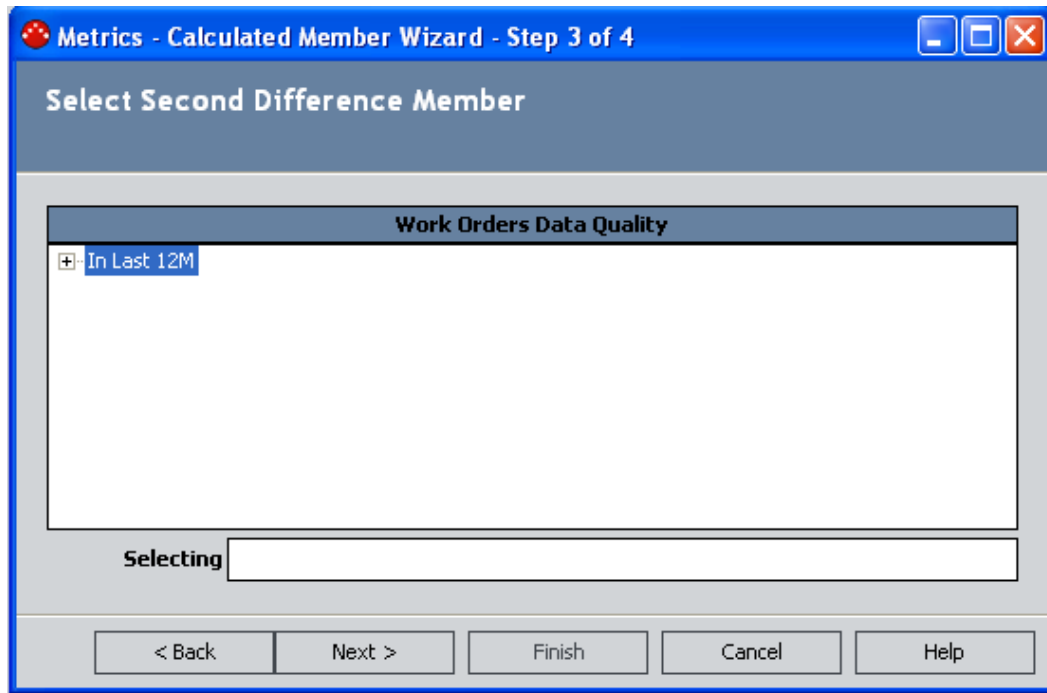 Metrics - Calculated Member Wizard - Step 3 of 4
Select Second Difference Member
Work Orders Data Quality
In Last 12M
Selecting
< Back Next > Finish Cancel Help